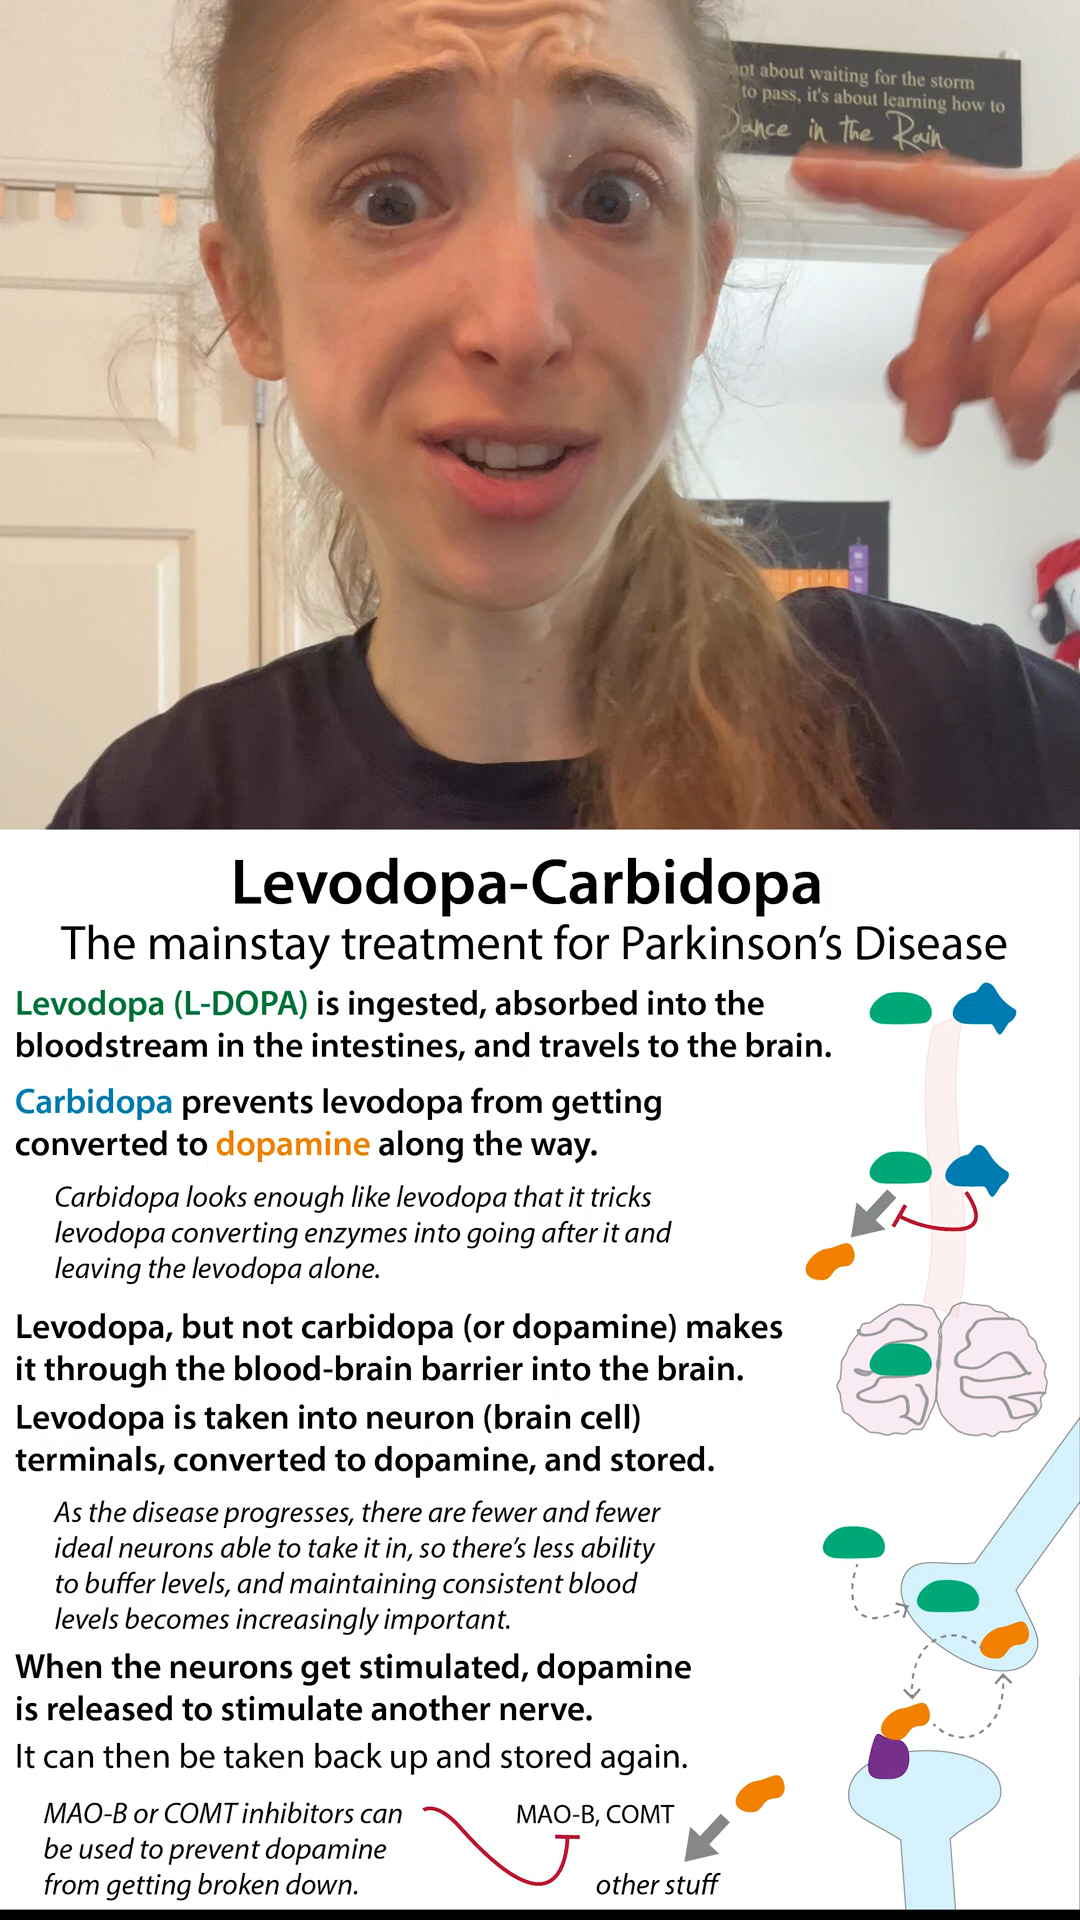 ot about waiting for the storm
to pass, it's about learning how to
Dance in the Rain
Levodopa-Carbidopa
The mainstay treatment for Parkinson's Disease
Levodopa (L-DOPA) is ingested, absorbed into the
bloodstream in the intestines, and travels to the brain.
Carbidopa prevents levodopa from getting
converted to dopamine along the way.
Carbidopa looks enough like levodopa that it tricks
levodopa converting enzymes into going after it and
leaving the levodopa alone.
Levodopa, but not carbidopa (or dopamine) makes
it through the blood-brain barrier into the brain.
Levodopa is taken into neuron (brain cell)
terminals, converted to dopamine, and stored.
As the disease progresses, there are fewer and fewer
ideal neurons able to take it in, so there's less ability
to buffer levels, and maintaining consistent blood
levels becomes increasingly important.
When the neurons get stimulated, dopamine
is released to stimulate another nerve.
It can then be taken back up and stored again.
MAO-B or COMT inhibitors can
be used to prevent dopamine
from getting broken down.
MAO-B, COMT
other stuff